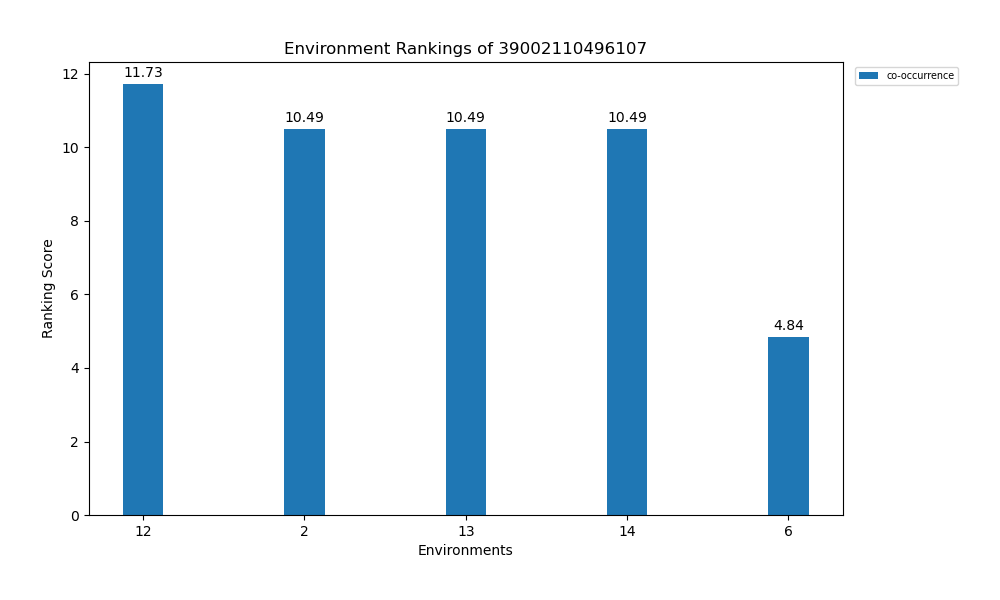 Environment Rankings of 39002110496107
co-occurrence
Ranking Score
12
10
8
6
4
2
0
11.73
10.49
10.49
10.49
4.84
12 2 13 14 6
Environments